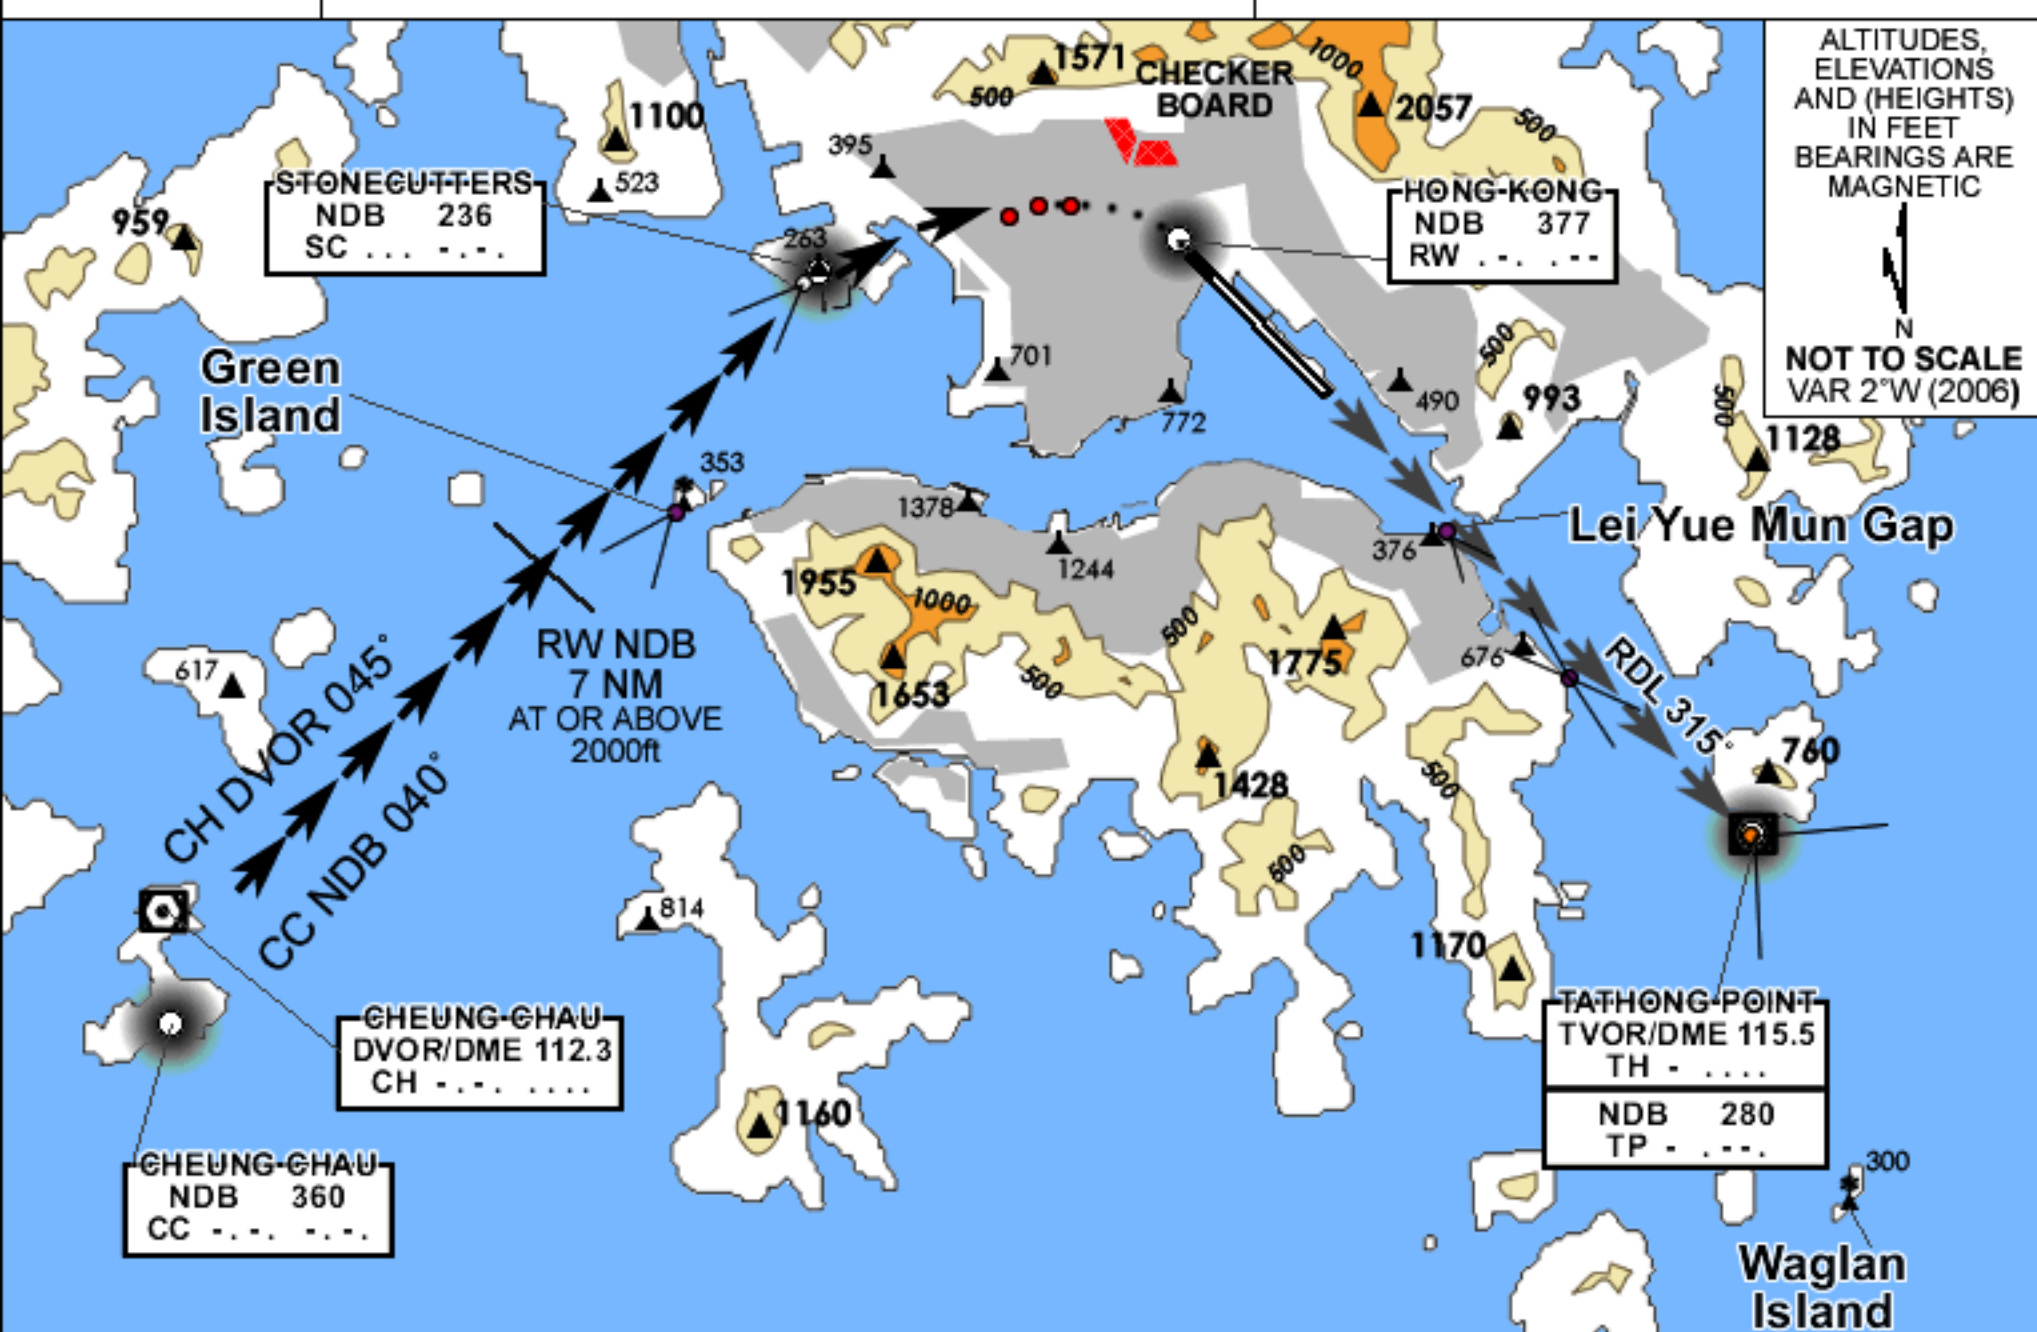 ALTITUDES,
ELEVATIONS
AND (HEIGHTS)
IN FEET
BEARINGS ARE
MAGNETIC
N
NOT TO SCALE
VAR 2°W (2006)
1571
500
CHECKER
BOARD
1000
2057
500
1100
523
395
959
STONECUTTERS
NDB 236
SC ... -.-.
263
HONG KONG
NDB 377
RW .-. .--
Green
Island
701
772
490
500
993
500
1128
353
1378
1244
376
Lei Yue Mun Gap
1955
1000
1653
500
500
1775
676
RDL 315°
760
617
CH DVOR 045°
CC NDB 040°
RW NDB
7 NM
AT OR ABOVE
2000ft
1428
500
500
814
1170
CHEUNG CHAU
DVOR/DME 112.3
CH -.-. ....
TATHONG POINT
TVOR/DME 115.5
TH - ....
NDB 280
TP - .--.
1160
CHEUNG CHAU
NDB 360
CC -.-. -.-.
300
Waglan
Island